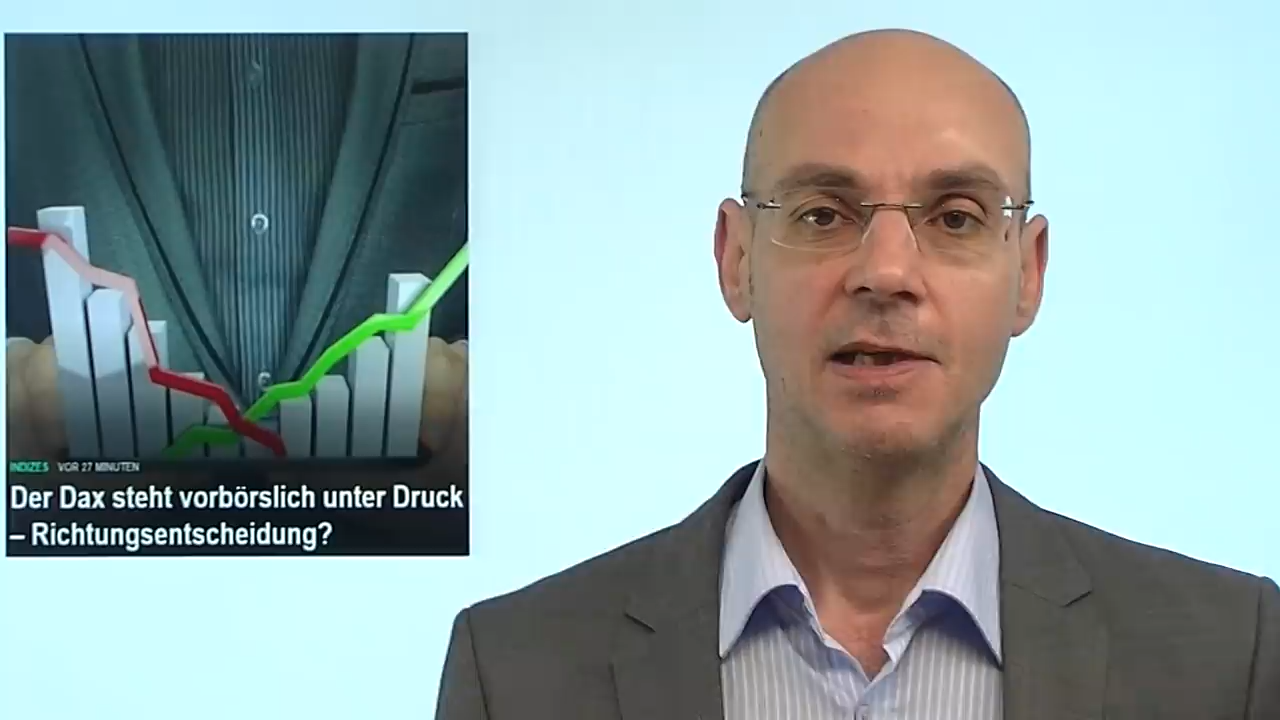 INDIZES VOR 27 MINUTEN
Der Dax steht vorbörslich unter Druck
– Richtungsentscheidung?